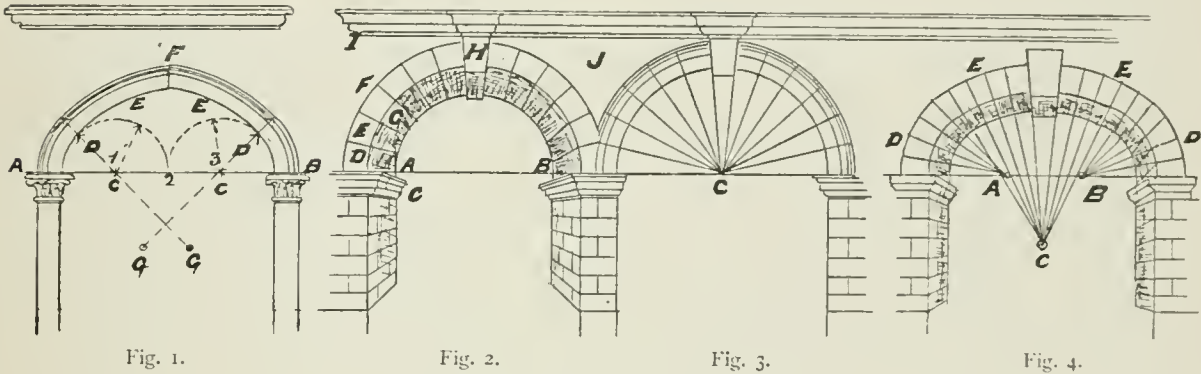 F
E E
D 1 3 D
A C 2 C B
G G
I H J
F
G
E
D A B
C
C
E E
D D
A B
C
Fig. 1. Fig. 2. Fig. 3. Fig. 4.